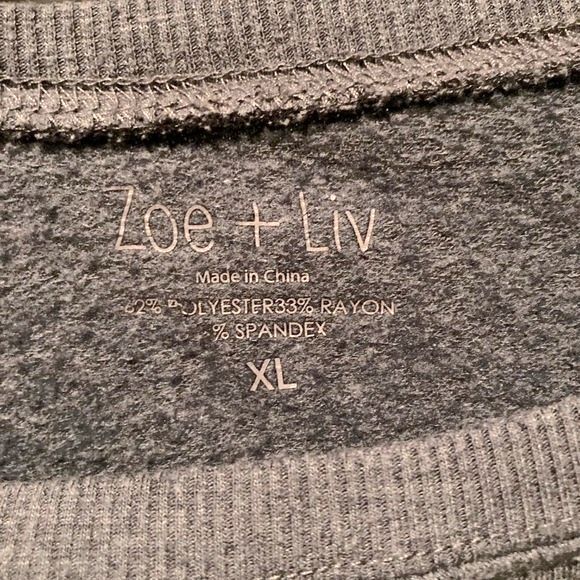 Zoe + Liv
Made in China
2% POLYESTER33% RAYON
% SPANDEX
XL